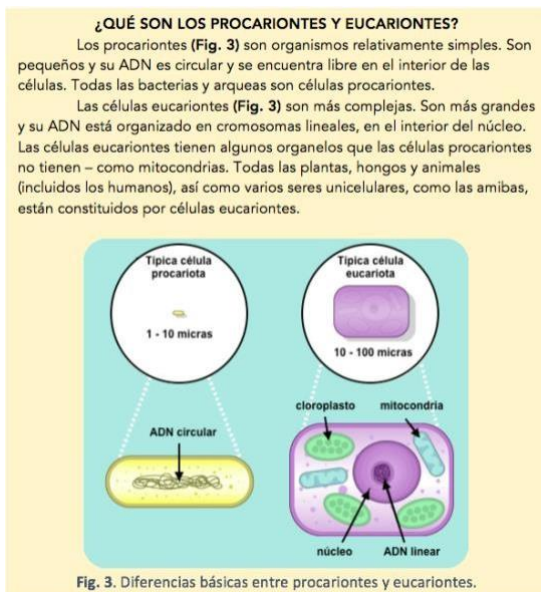 ¿QUÉ SON LOS PROCARIONTES Y EUCARIONTES?
Los procariontes (Fig. 3) son organismos relativamente simples. Son
pequeños y su ADN es circular y se encuentra libre en el interior de las
células. Todas las bacterias y arqueas son células procariontes.
Las células eucariontes (Fig. 3) son más complejas. Son más grandes
y su ADN está organizado en cromosomas lineales, en el interior del núcleo.
Las células eucariontes tienen algunos organelos que las células procariontes
no tienen – como mitocondrias. Todas las plantas, hongos y animales
(incluidos los humanos), así como varios seres unicelulares, como las amibas,
están constituidos por células eucariontes.
Típica célula
procariota
1 - 10 micras
Típica célula
eucariota
10 - 100 micras
ADN circular
cloroplasto
mitocondria
núcleo
ADN linear
Fig. 3. Diferencias básicas entre procariontes y eucariontes.